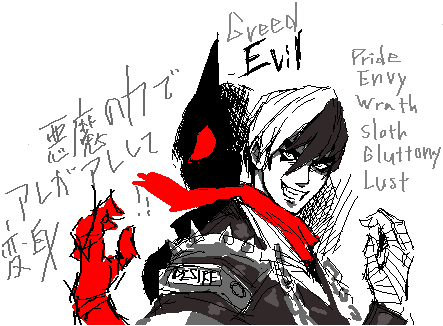 Greed
Evil
Pride
Envy
Wrath
Sloth
Gluttony
Lust
悪魔の力で
アレがアレして
変身!!